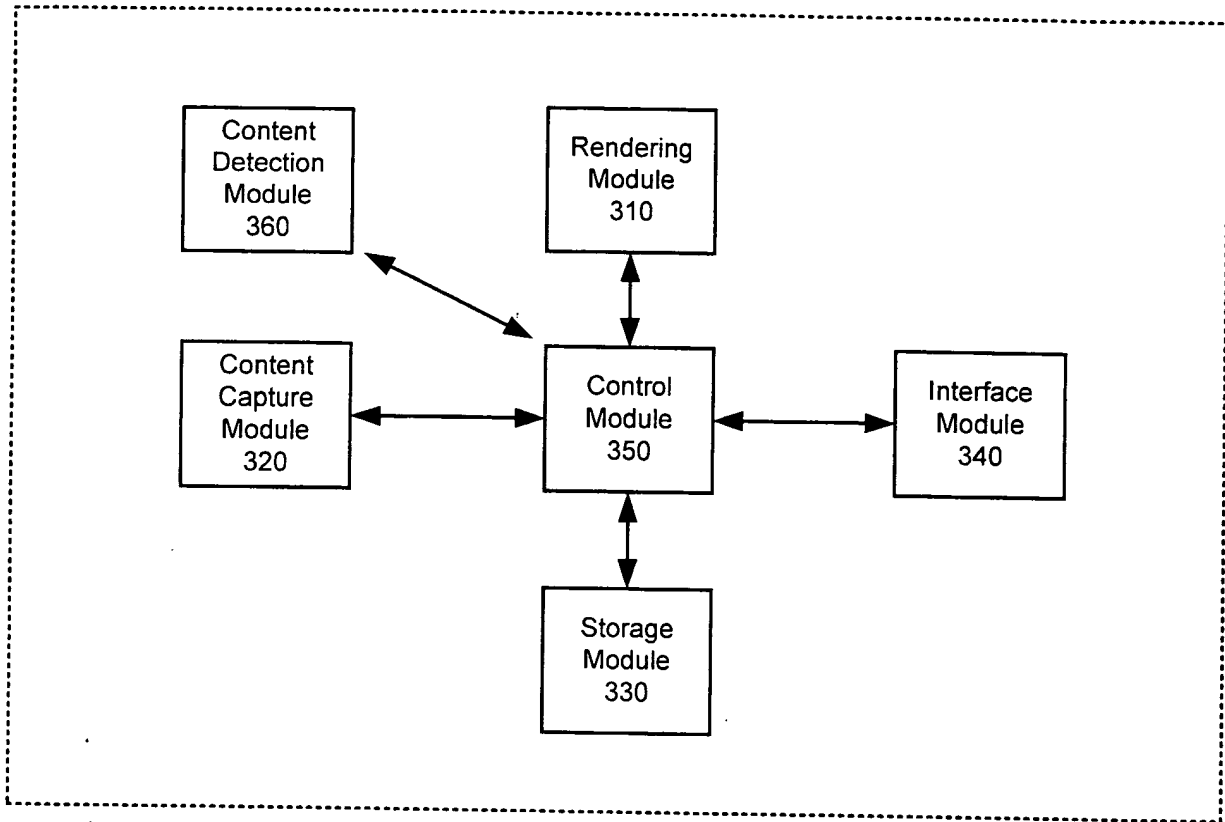 Content
Detection
Module
360
Rendering
Module
310
Content
Capture
Module
320
Control
Module
350
Interface
Module
340
Storage
Module
330